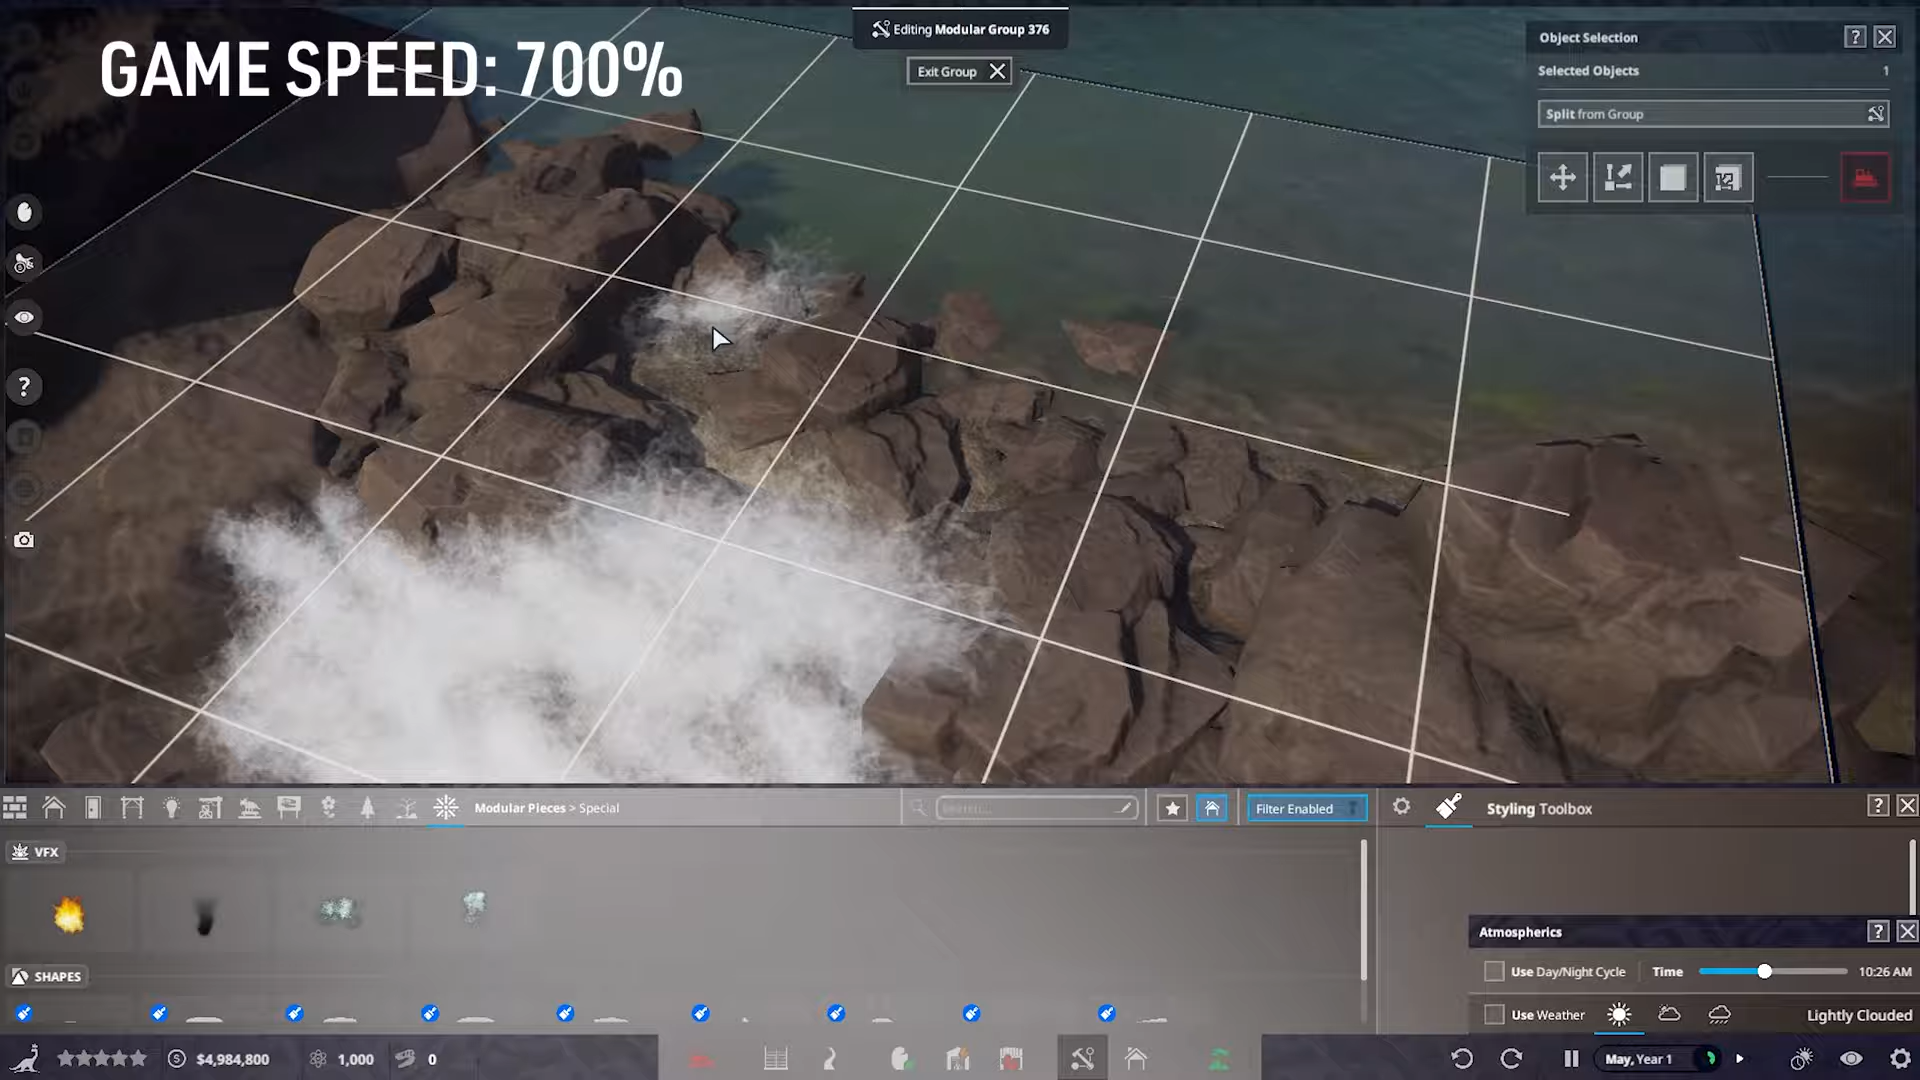 GAME SPEED: 700%
Editing Modular Group 376
Exit Group
Object Selection
Selected Objects 1
Split from Group
Modular Pieces > Special
Search...
Filter Enabled
Styling Toolbox
VFX
SHAPES
Atmospherics
Use Day/Night Cycle
Time
10:26 AM
Use Weather
Lightly Clouded
$4,984,800
1,000
0
May, Year 1